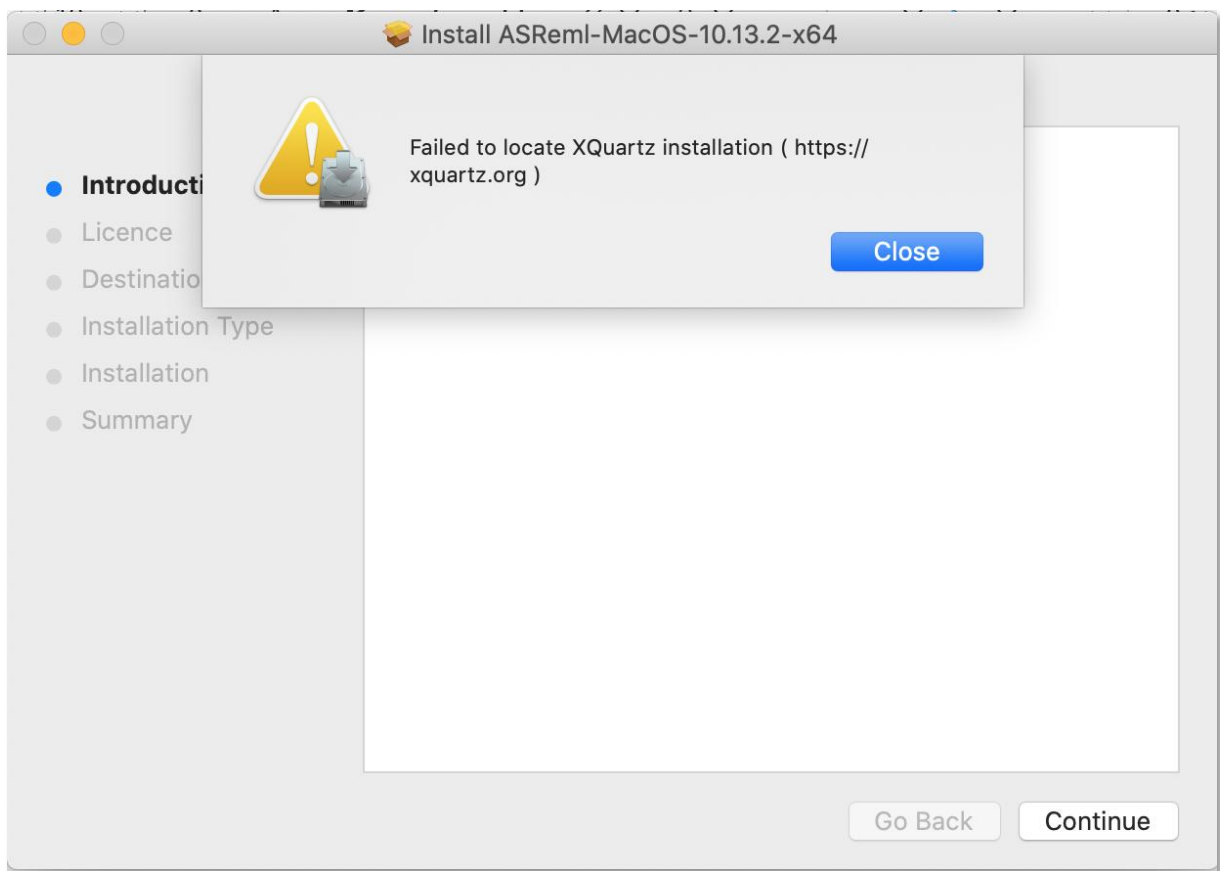 Install ASReml-MacOS-10.13.2-x64
Failed to locate XQuartz installation ( https://
xquartz.org )
Close
Introducti
Licence
Destinatio
Installation Type
Installation
Summary
Go Back
Continue